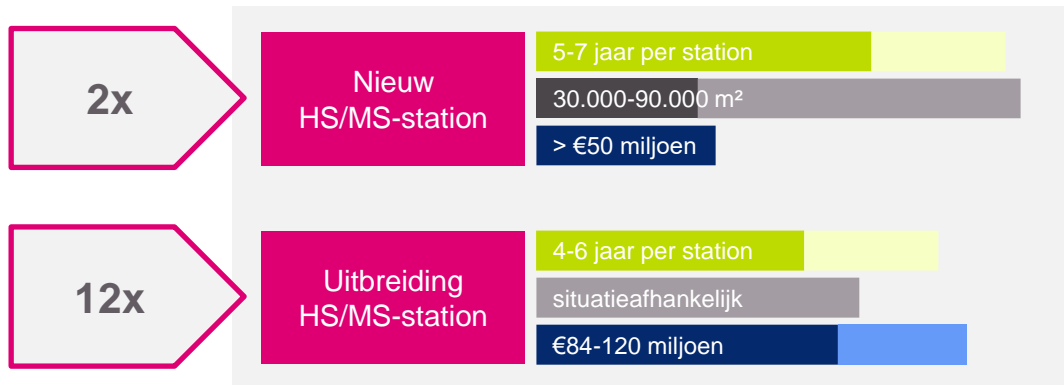 2x
Nieuw
HS/MS-station
5-7 jaar per station
30.000-90.000 m²
> €50 miljoen
12x
Uitbreiding
HS/MS-station
4-6 jaar per station
situatieafhankelijk
€84-120 miljoen